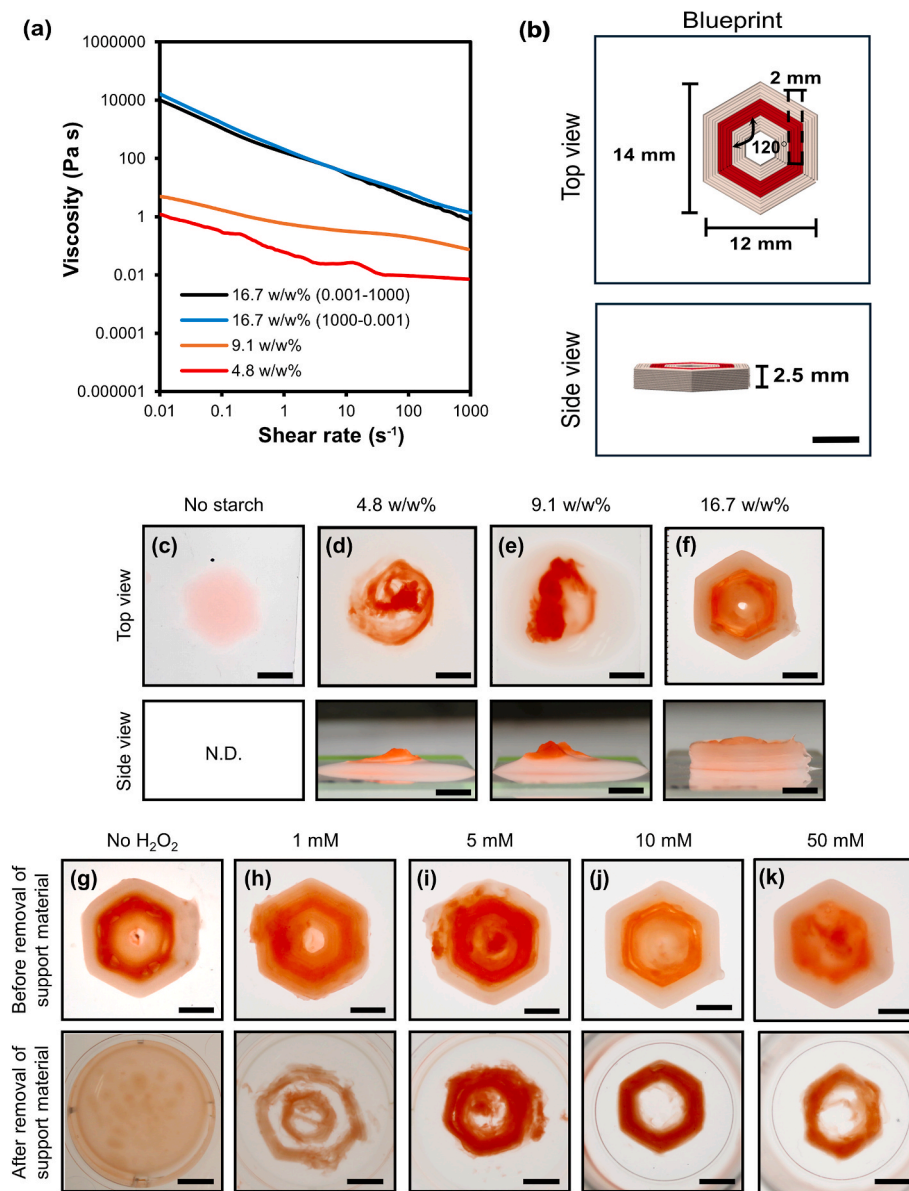 (a)
1000000
10000
100
1
0.01
0.0001
0.000001
Viscosity (Pa s)
16.7 w/w% (0.001-1000)
16.7 w/w% (1000-0.001)
9.1 w/w%
4.8 w/w%
0.01 0.1 1 10 100 1000
Shear rate (s⁻¹)
(b)
Blueprint
Top view
2 mm
120°
14 mm
12 mm
Side view
2.5 mm
No starch 4.8 w/w% 9.1 w/w% 16.7 w/w%
Top view
(c) (d) (e) (f)
Side view
N.D.
No H₂O₂ 1 mM 5 mM 10 mM 50 mM
Before removal of
support material
(g) (h) (i) (j) (k)
After removal of
support material